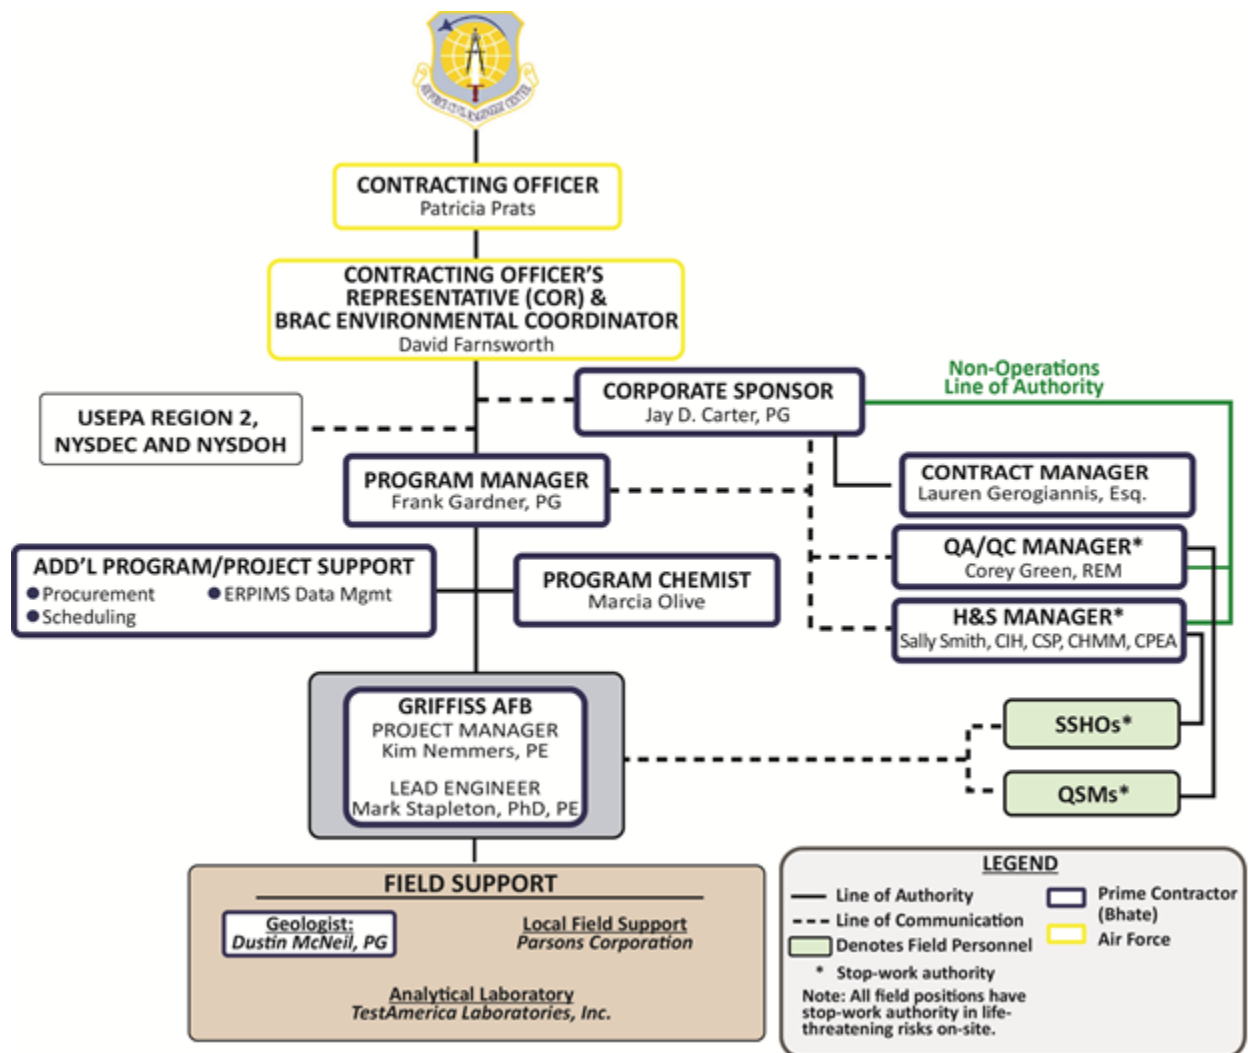 AIR FORCE CIVIL ENGINEER CENTER
CONTRACTING OFFICER
Patricia Prats
CONTRACTING OFFICER'S
REPRESENTATIVE (COR) &
BRAC ENVIRONMENTAL COORDINATOR
David Farnsworth
Non-Operations
Line of Authority
CORPORATE SPONSOR
Jay D. Carter, PG
USEPA REGION 2,
NYSDEC AND NYSDOH
PROGRAM MANAGER
Frank Gardner, PG
CONTRACT MANAGER
Lauren Gerogiannis, Esq.
QA/QC MANAGER*
Corey Green, REM
ADD'L PROGRAM/PROJECT SUPPORT
Procurement
ERPIMS Data Mgmt
Scheduling
PROGRAM CHEMIST
Marcia Olive
H&S MANAGER*
Sally Smith, CIH, CSP, CHMM, CPEA
GRIFFISS AFB
PROJECT MANAGER
Kim Nemmers, PE
LEAD ENGINEER
Mark Stapleton, PhD, PE
SSHOs*
QSMs*
FIELD SUPPORT
Geologist:
Dustin McNeil, PG
Local Field Support
Parsons Corporation
Analytical Laboratory
TestAmerica Laboratories, Inc.
LEGEND
Line of Authority
Line of Communication
Denotes Field Personnel
* Stop-work authority
Note: All field positions have
stop-work authority in life-
threatening risks on-site.
Prime Contractor
(Bhate)
Air Force